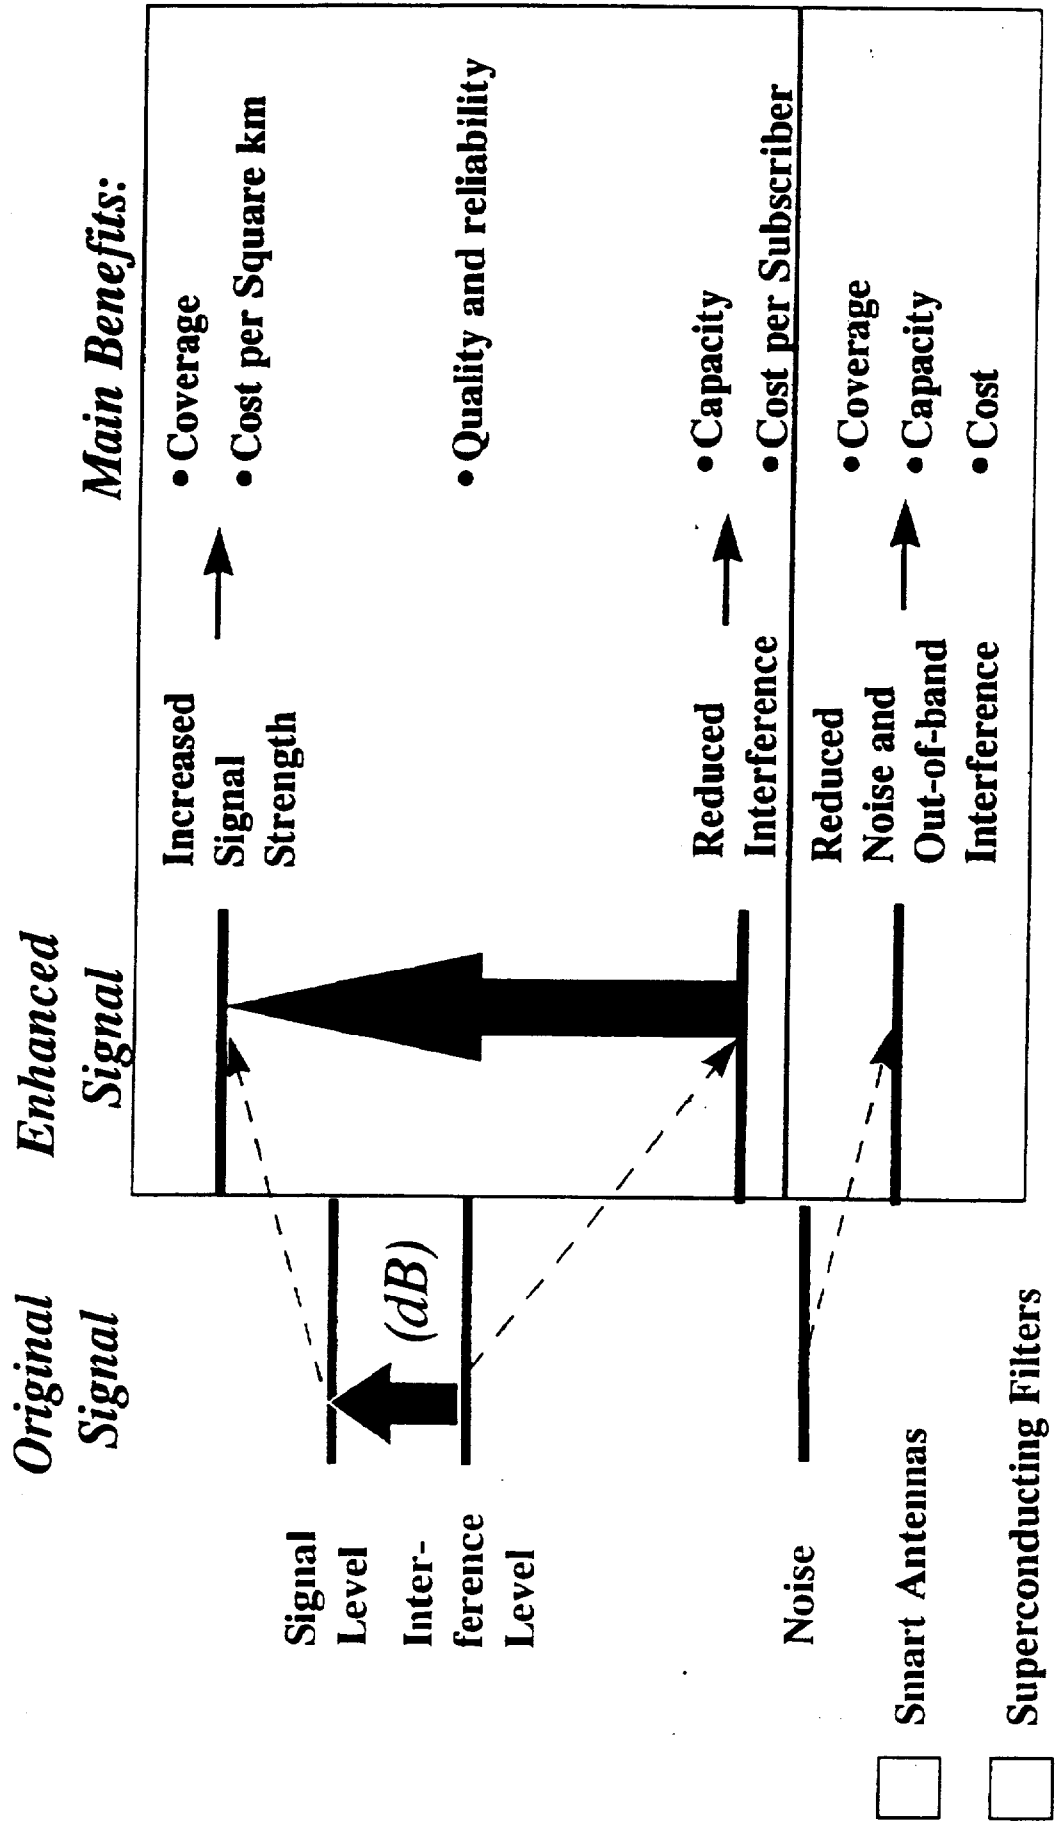 Original
Signal
Enhanced
Signal
Main Benefits:
Signal
Level
Inter-
ference
Level
(dB)
Noise
Increased
Signal
Strength
• Coverage
• Cost per Square km
• Quality and reliability
Reduced
Interference
• Capacity
• Cost per Subscriber
Reduced
Noise and
Out-of-band
Interference
• Coverage
• Capacity
• Cost
Smart Antennas
Superconducting Filters